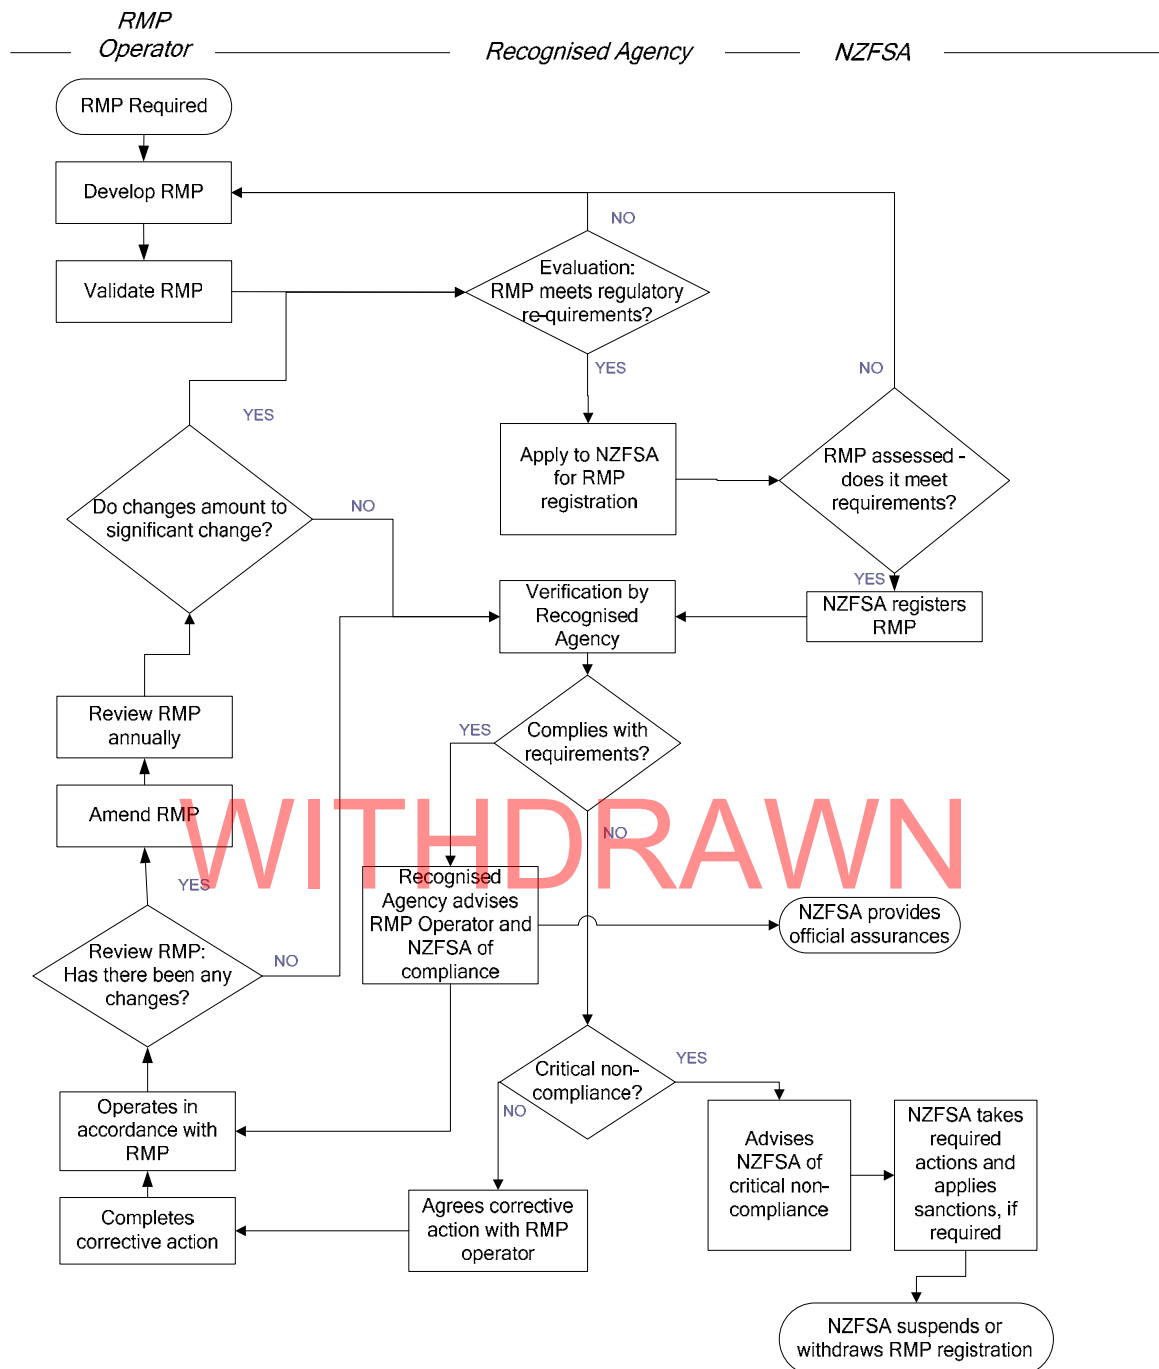 RMP
Operator
Recognised Agency
NZFSA
RMP Required
Develop RMP
NO
Validate RMP
Evaluation:
RMP meets regulatory
re-quirements?
YES
NO
YES
Apply to NZFSA
for RMP
registration
RMP assessed -
does it meet
requirements?
Do changes amount to
significant change?
NO
YES
Verification by
Recognised
Agency
NZFSA registers
RMP
Review RMP
annually
YES
Complies with
requirements?
Amend RMP
WITHDRAWN
NO
YES
Recognised
Agency advises
RMP Operator and
NZFSA of
compliance
NZFSA provides
official assurances
Review RMP:
Has there been any
changes?
NO
Critical non-
compliance?
YES
NO
Operates in
accordance with
RMP
Advises
NZFSA of
critical non-
compliance
NZFSA takes
required
actions and
applies
sanctions, if
required
Completes
corrective action
Agrees corrective
action with RMP
operator
NZFSA suspends or
withdraws RMP registration